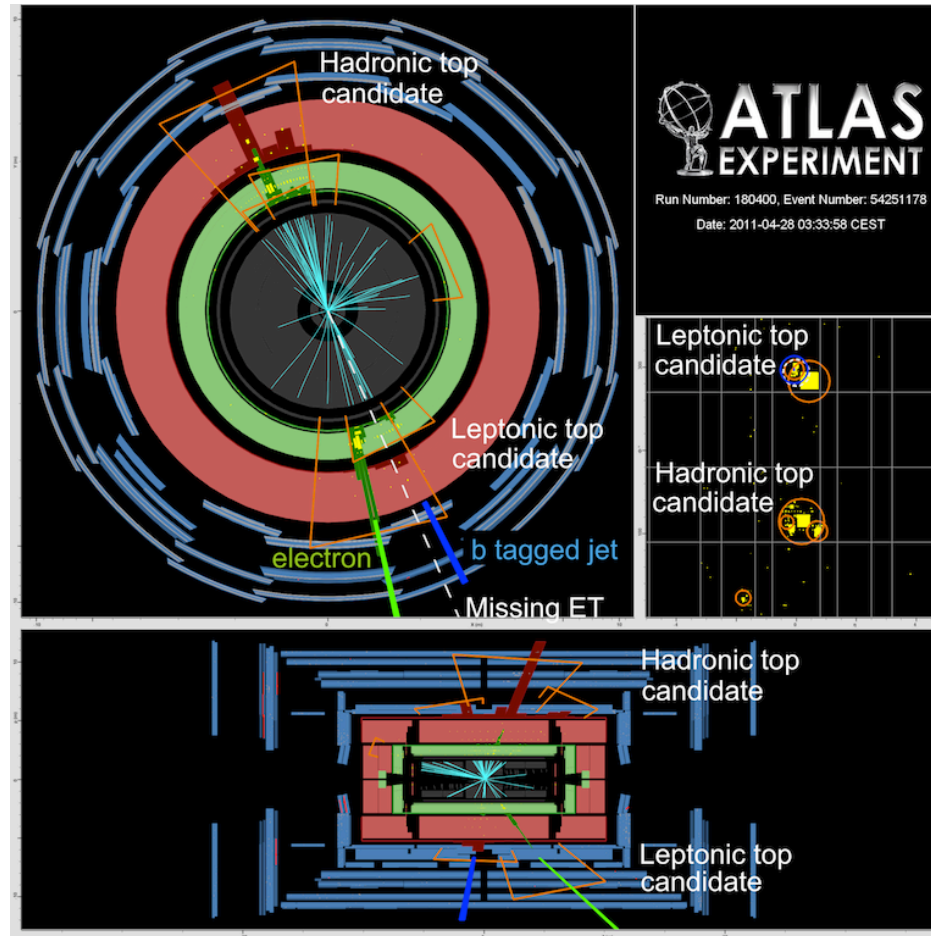 Hadronic top
candidate
Leptonic top
candidate
electron
b tagged jet
Missing ET
ATLAS
EXPERIMENT
Run Number: 180400, Event Number: 54251178
Date: 2011-04-28 03:33:58 CEST
Leptonic top
candidate
Hadronic top
candidate
Hadronic top
candidate
Leptonic top
candidate